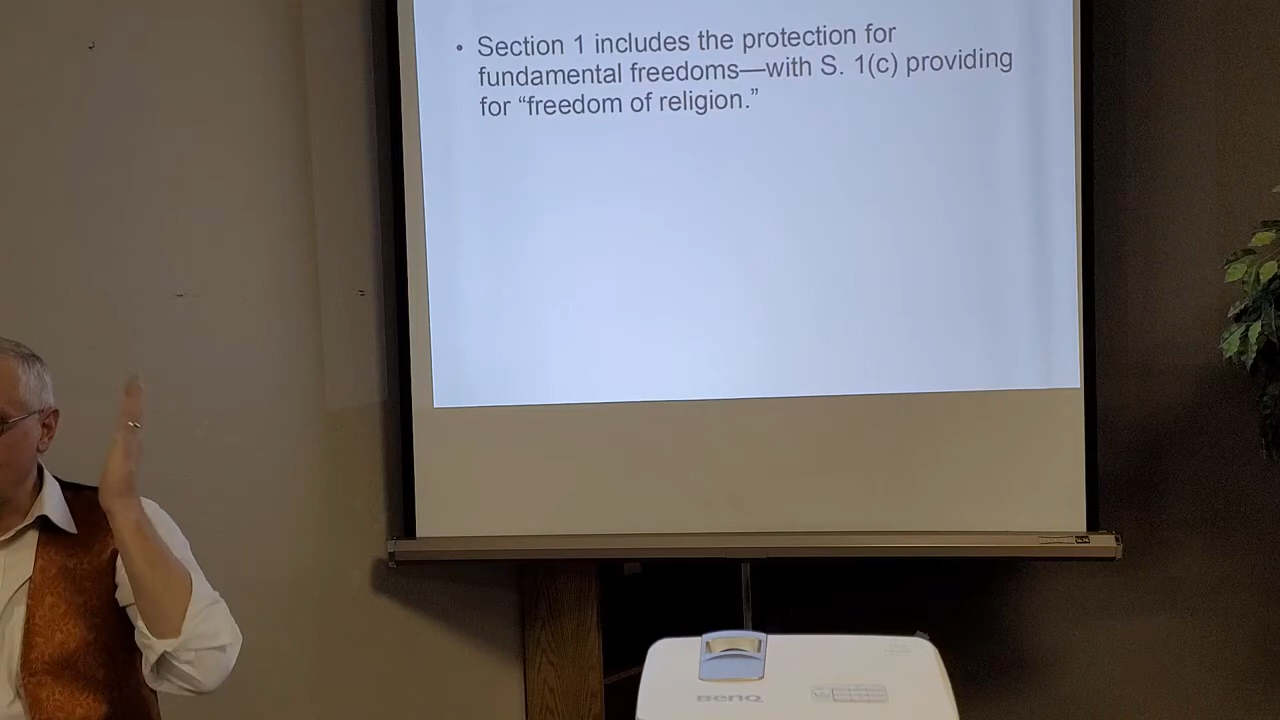 • Section 1 includes the protection for
fundamental freedoms—with S. 1(c) providing
for “freedom of religion.”
BenQ